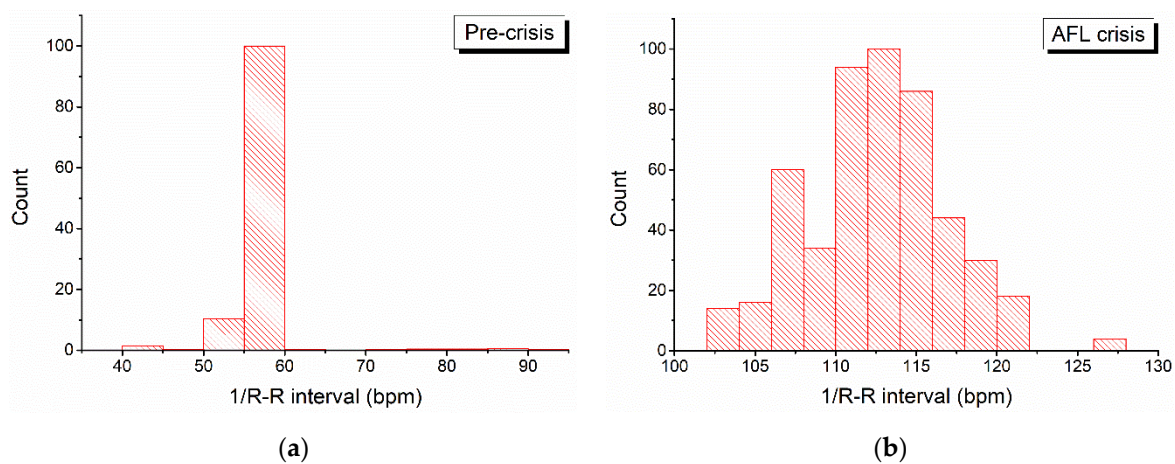 Pre-crisis
100
80
60
40
20
0
Count
40 50 60 70 80 90
1/R-R interval (bpm)
(a)
AFL crisis
100
80
60
40
20
0
Count
100 105 110 115 120 125 130
1/R-R interval (bpm)
(b)